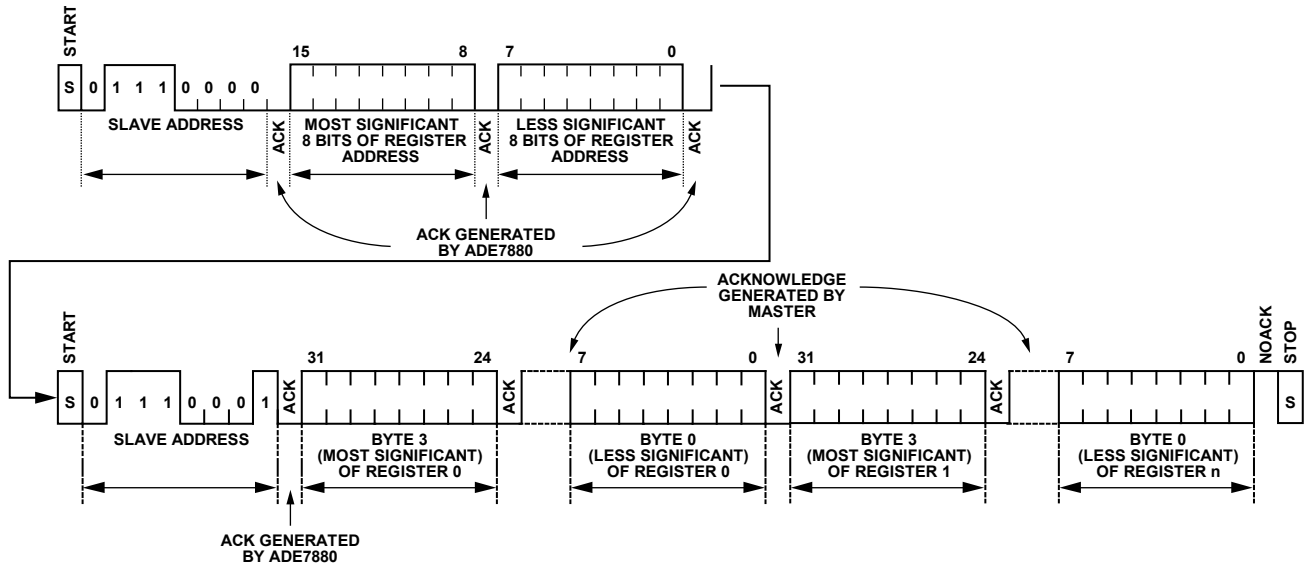 START
15 8 7 0
S 0 1 1 1 0 0 0 0
SLAVE ADDRESS
ACK
MOST SIGNIFICANT
8 BITS OF REGISTER
ADDRESS
ACK
LESS SIGNIFICANT
8 BITS OF REGISTER
ADDRESS
ACK
ACK GENERATED
BY ADE7880
ACKNOWLEDGE
GENERATED BY
MASTER
START
31 24 7 0 31 24 7 0
NOACK
STOP
S 0 1 1 1 0 0 0 1
ACK
ACK
ACK
ACK
S
SLAVE ADDRESS
BYTE 3
(MOST SIGNIFICANT)
OF REGISTER 0
BYTE 0
(LESS SIGNIFICANT)
OF REGISTER 0
BYTE 3
(MOST SIGNIFICANT)
OF REGISTER 1
BYTE 0
(LESS SIGNIFICANT)
OF REGISTER n
ACK GENERATED
BY ADE7880